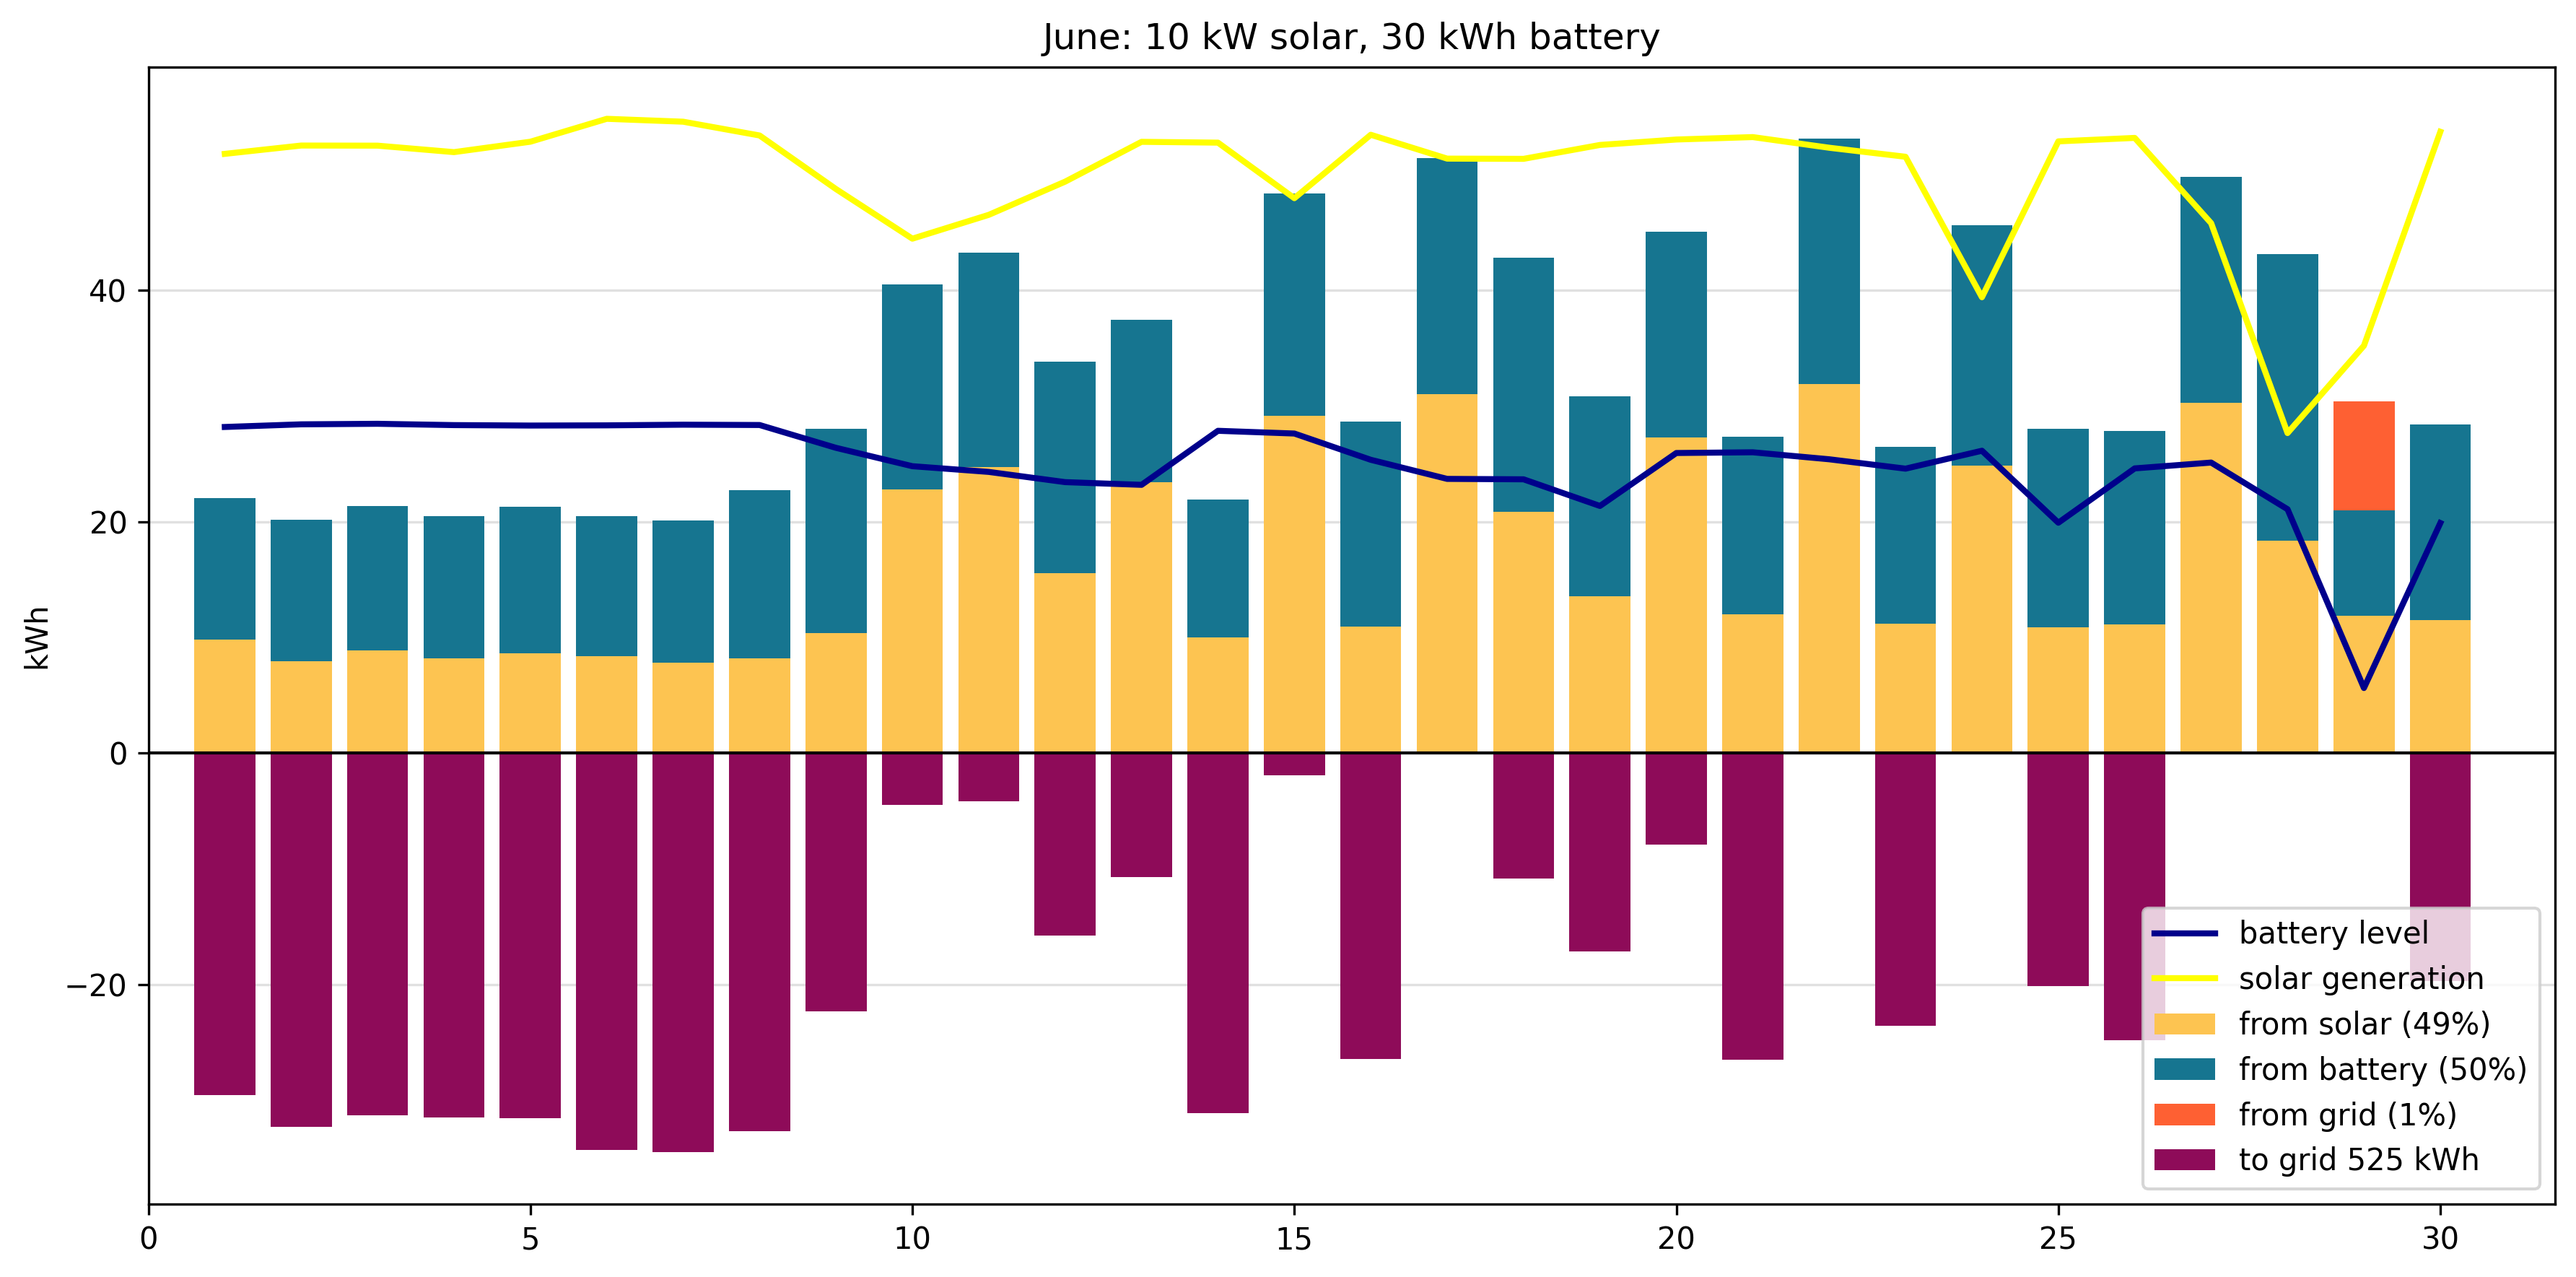 June: 10 kW solar, 30 kWh battery
kWh
40
20
0
−20
0 5 10 15 20 25 30
battery level
solar generation
from solar (49%)
from battery (50%)
from grid (1%)
to grid 525 kWh